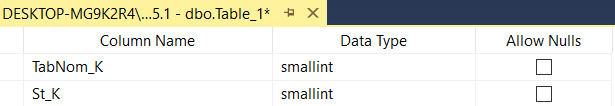 DESKTOP-MG9K2R4\...5.1 - dbo.Table_1*
Column Name Data Type Allow Nulls
TabNom_K smallint
St_K smallint